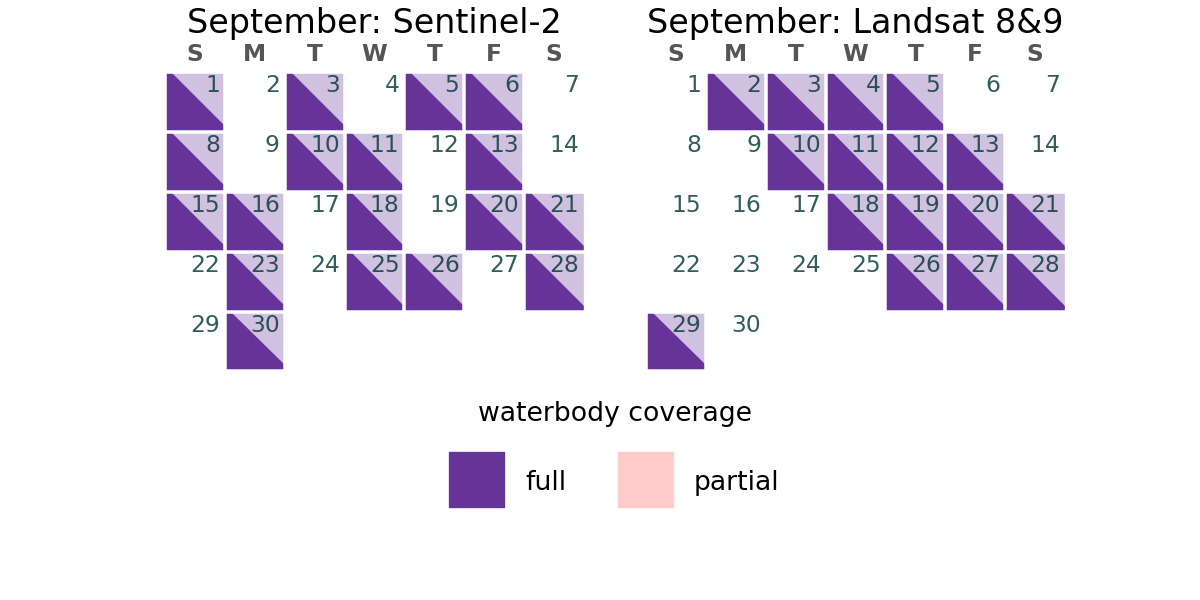 September: Sentinel-2
S M T W T F S
1 2 3 4 5 6 7
8 9 10 11 12 13 14
15 16 17 18 19 20 21
22 23 24 25 26 27 28
29 30
September: Landsat 8&9
S M T W T F S
1 2 3 4 5 6 7
8 9 10 11 12 13 14
15 16 17 18 19 20 21
22 23 24 25 26 27 28
29 30
waterbody coverage
full partial